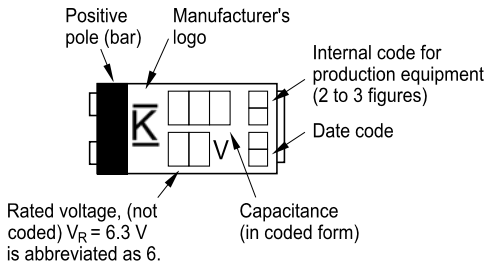 Positive
pole (bar)
Manufacturer's
logo
Internal code for
production equipment
(2 to 3 figures)
Date code
K
V
Rated voltage, (not
coded) VR = 6.3 V
is abbreviated as 6.
Capacitance
(in coded form)